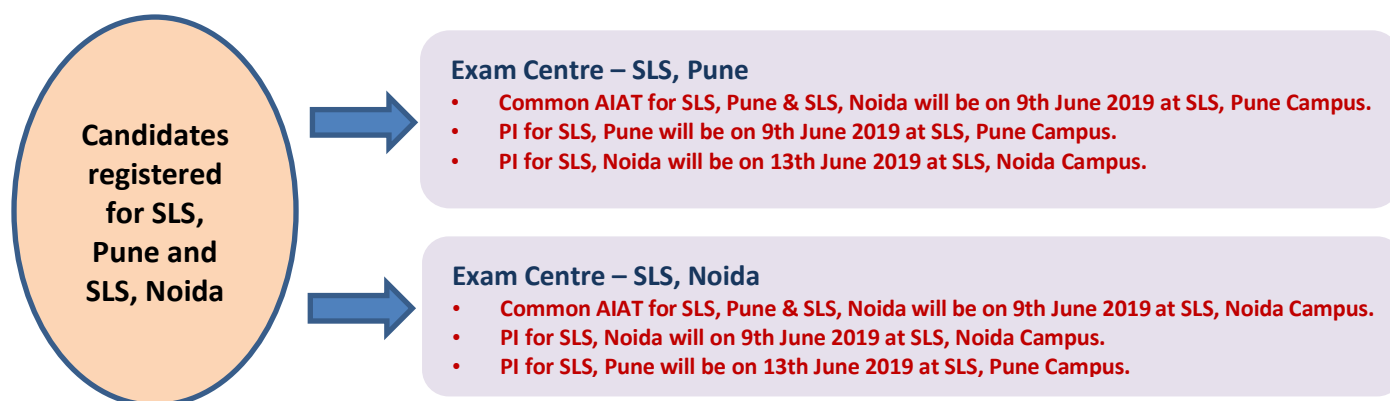 Candidates
registered
for SLS,
Pune and
SLS, Noida
Exam Centre – SLS, Pune
• Common AIAT for SLS, Pune & SLS, Noida will be on 9th June 2019 at SLS, Pune Campus.
• PI for SLS, Pune will be on 9th June 2019 at SLS, Pune Campus.
• PI for SLS, Noida will be on 13th June 2019 at SLS, Noida Campus.
Exam Centre – SLS, Noida
• Common AIAT for SLS, Pune & SLS, Noida will be on 9th June 2019 at SLS, Noida Campus.
• PI for SLS, Noida will on 9th June 2019 at SLS, Noida Campus.
• PI for SLS, Pune will be on 13th June 2019 at SLS, Pune Campus.